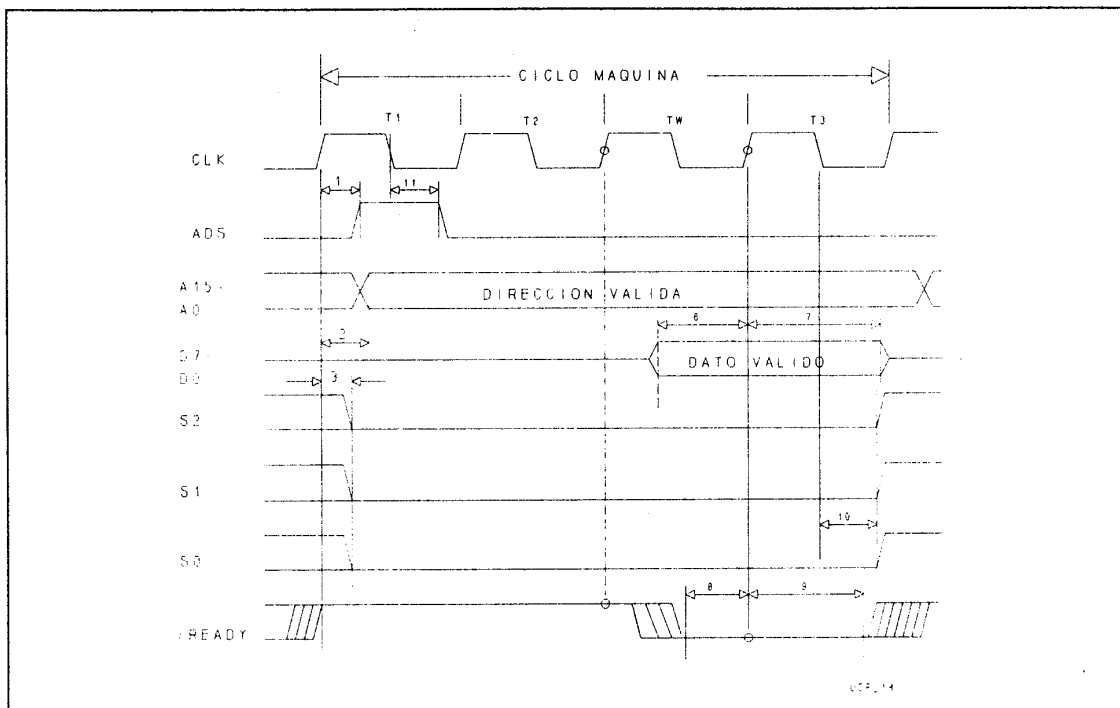 CICLO MAQUINA
T1 T2 TW T3
CLK
1 11
ADS
A15-
A0
DIRECCION VALIDA
2
6 7
D7-
D0
DATO VALIDO
3
S2
S1
10
S0
8 9
/READY